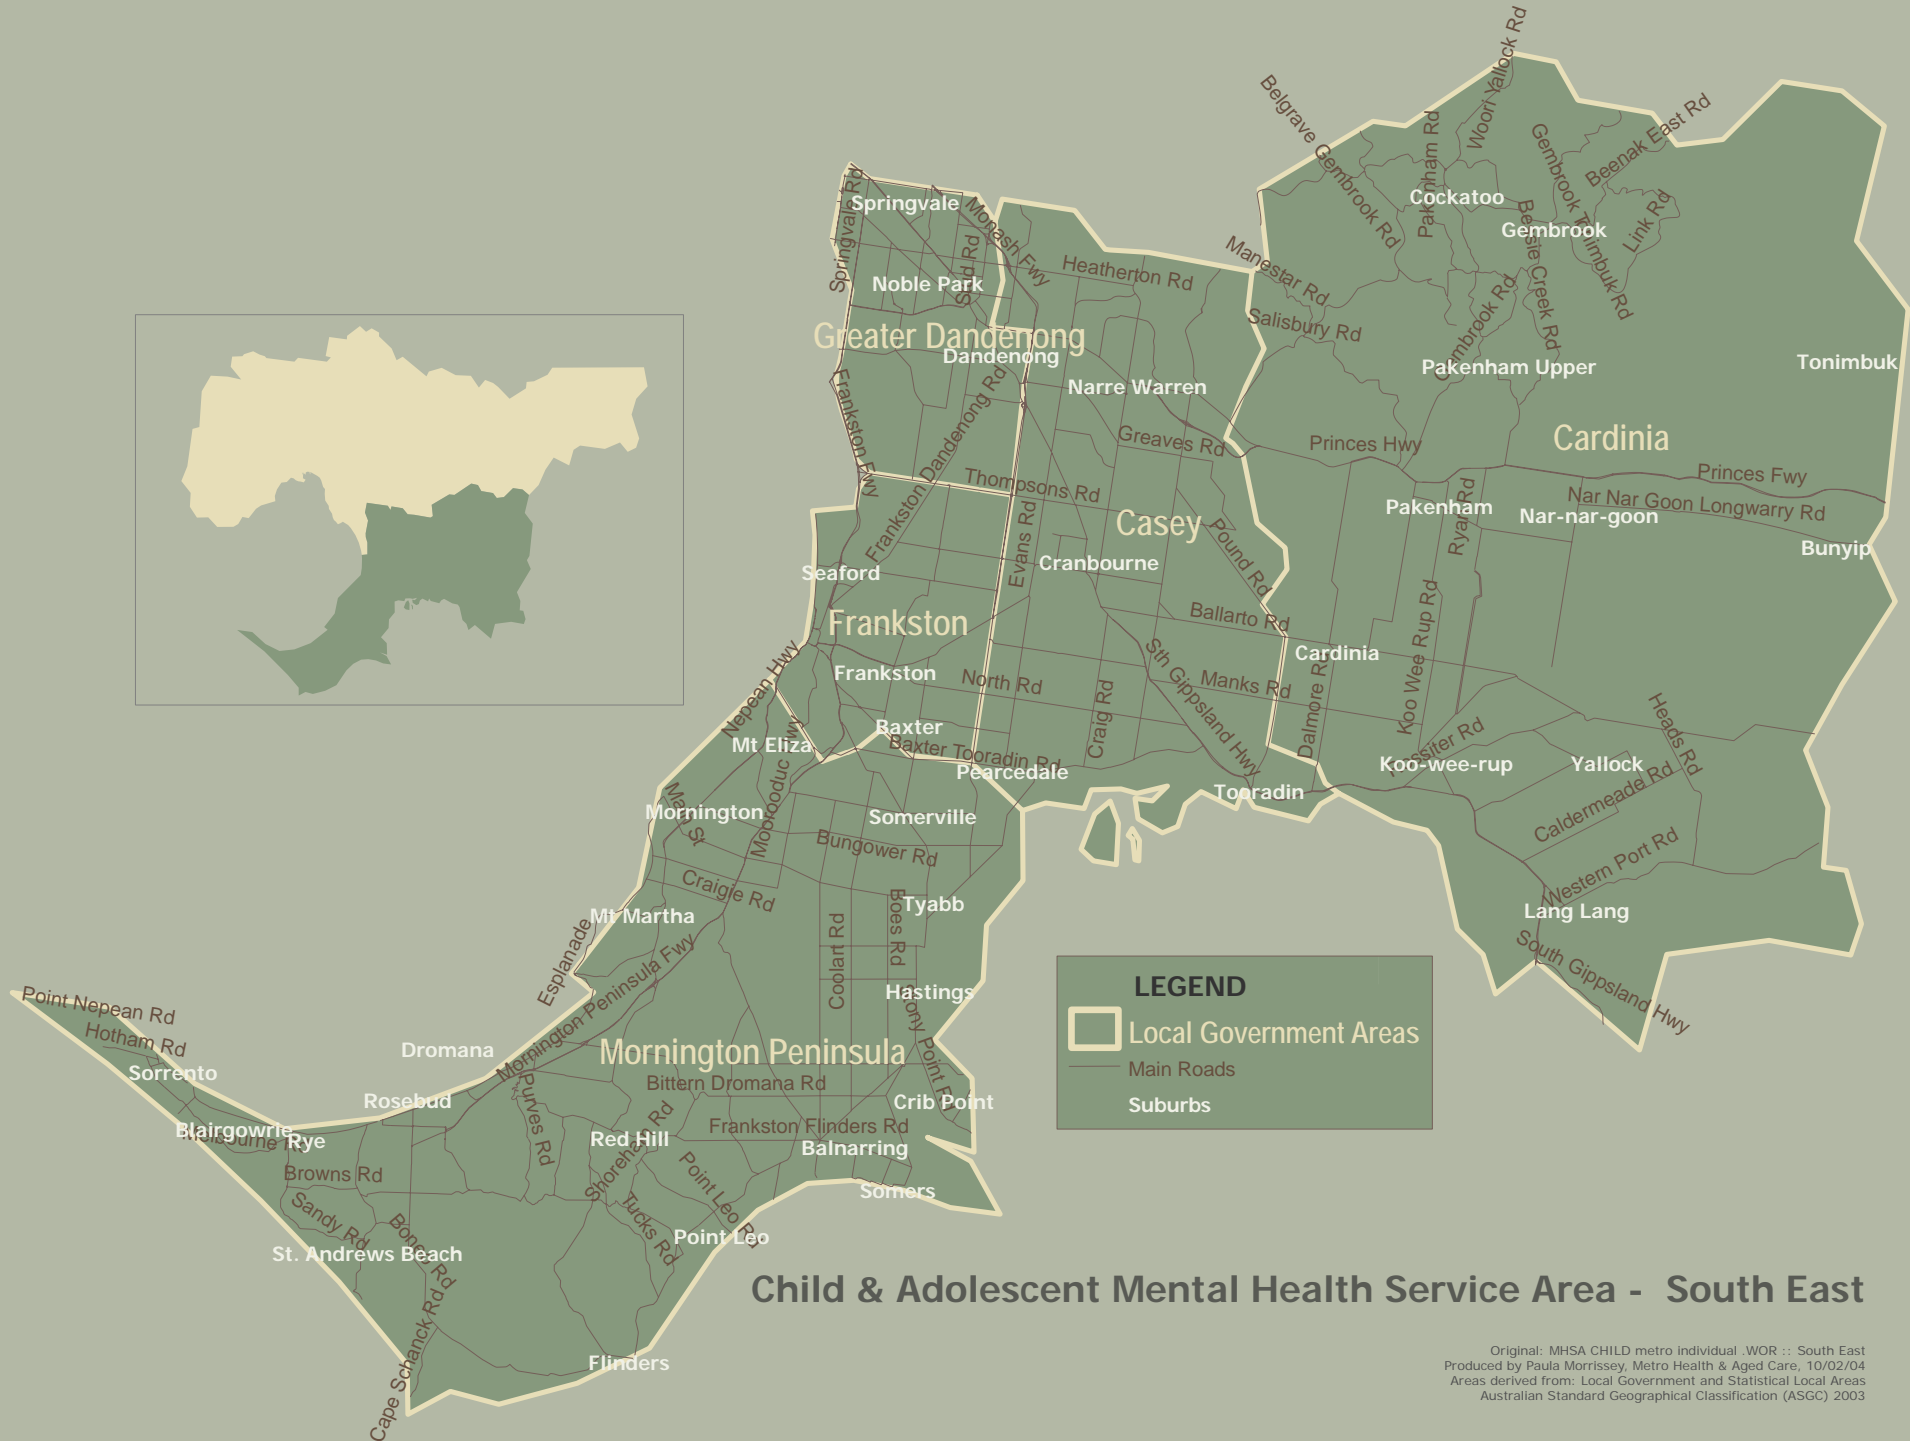 Woori Yallock Rd
Belgrave Gembrook Rd
Pakenham Rd
Gembrook Tonimbuk Rd
Beenak East Rd
Link Rd
Cockatoo
Gembrook
Bessie Creek Rd
Gembrook Rd
Manestar Rd
Salisbury Rd
Pakenham Upper
Tonimbuk
Cardinia
Princes Hwy
Princes Fwy
Nar Nar Goon Longwarry Rd
Pakenham
Nar-nar-goon
Ryan Rd
Bunyip
Springvale
Springvale Rd
Monash Fwy
Noble Park
Heatherton Rd
Greater Dandenong
Dandenong
Narre Warren
Frankston Fwy
Frankston Dandenong Rd
Greaves Rd
Thompsons Rd
Casey
Pound Rd
Evans Rd
Cranbourne
Seaford
Frankston
Ballarto Rd
Cardinia
Koo Wee Rup Rd
Frankston
North Rd
Manks Rd
Dalmore Rd
Sth Gippsland Hwy
Craig Rd
Nepean Hwy
Mt Eliza
Baxter
Baxter Tooradin Rd
Pearcedale
Tooradin
Koo-wee-rup
Yallock
Heads Rd
Caldermeade Rd
Western Port Rd
Lang Lang
South Gippsland Hwy
Mornington
Main St
Somerville
Bungower Rd
Craigie Rd
Mt Martha
Tyabb
Boes Rd
Coolart Rd
Esplanade
Mornington Peninsula Fwy
Hastings
Stony Point Rd
Point Nepean Rd
Hotham Rd
Sorrento
Dromana
Mornington Peninsula
Bittern Dromana Rd
Purves Rd
Rosebud
Crib Point
Blairgowrie
Rye
Red Hill
Shoreham Rd
Frankston Flinders Rd
Balnarring
Browns Rd
Somers
Sandy Rd
Point Leo Rd
Tucks Rd
Point Leo
St. Andrews Beach
Boneo Rd
Cape Schanck Rd
Flinders
LEGEND
Local Government Areas
Main Roads
Suburbs
Child & Adolescent Mental Health Service Area - South East
Original: MHSA CHILD metro individual .WOR :: South East
Produced by Paula Morrissey, Metro Health & Aged Care, 10/02/04
Areas derived from: Local Government and Statistical Local Areas
Australian Standard Geographical Classification (ASGC) 2003